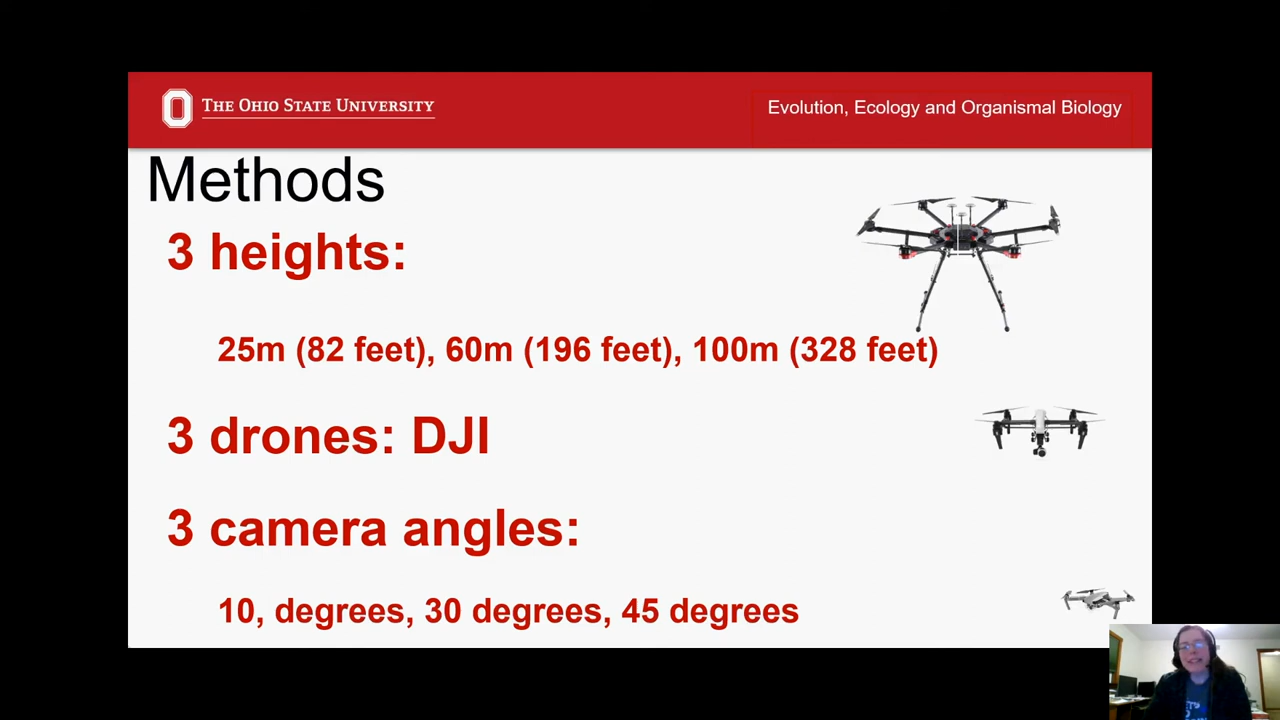 THE OHIO STATE UNIVERSITY
Evolution, Ecology and Organismal Biology
Methods
3 heights:
25m (82 feet), 60m (196 feet), 100m (328 feet)
3 drones: DJI
3 camera angles:
10, degrees, 30 degrees, 45 degrees